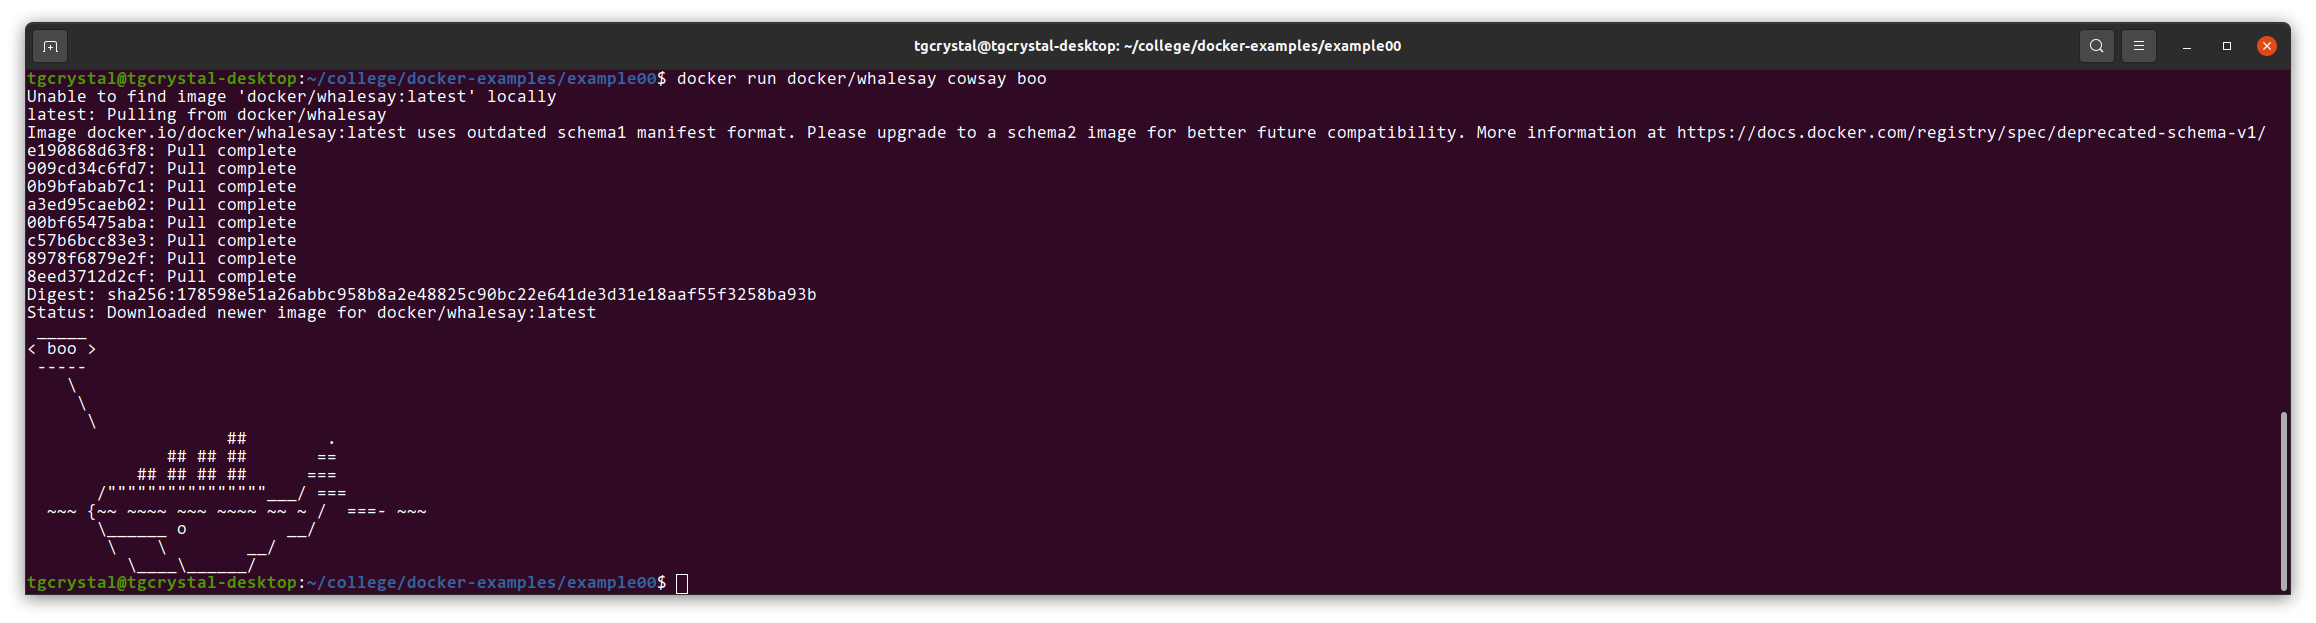 tgcrystal@tgcrystal-desktop: ~/college/docker-examples/example00
tgcrystal@tgcrystal-desktop:~/college/docker-examples/example00$ docker run docker/whalesay cowsay boo
Unable to find image 'docker/whalesay:latest' locally
latest: Pulling from docker/whalesay
Image docker.io/docker/whalesay:latest uses outdated schema1 manifest format. Please upgrade to a schema2 image for better future compatibility. More information at https://docs.docker.com/registry/spec/deprecated-schema-v1/
e190868d63f8: Pull complete
909cd34c6fd7: Pull complete
0b9bfabab7c1: Pull complete
a3ed95caeb02: Pull complete
00bf65475aba: Pull complete
c57b6bcc83e3: Pull complete
8978f6879e2f: Pull complete
8eed3712d2cf: Pull complete
Digest: sha256:178598e51a26abbc958b8a2e48825c90bc22e641de3d31e18aaf55f3258ba93b
Status: Downloaded newer image for docker/whalesay:latest
 _____
< boo >
 -----
    \
     \
      \
                    ##        .
              ## ## ##       ==
           ## ## ## ##      ===
       /""""""""""""""""___/ ===
  ~~~ {~~ ~~~~ ~~~ ~~~~ ~~ ~ /  ===- ~~~
       \______ o          __/
        \    \        __/
          \____\______/
tgcrystal@tgcrystal-desktop:~/college/docker-examples/example00$